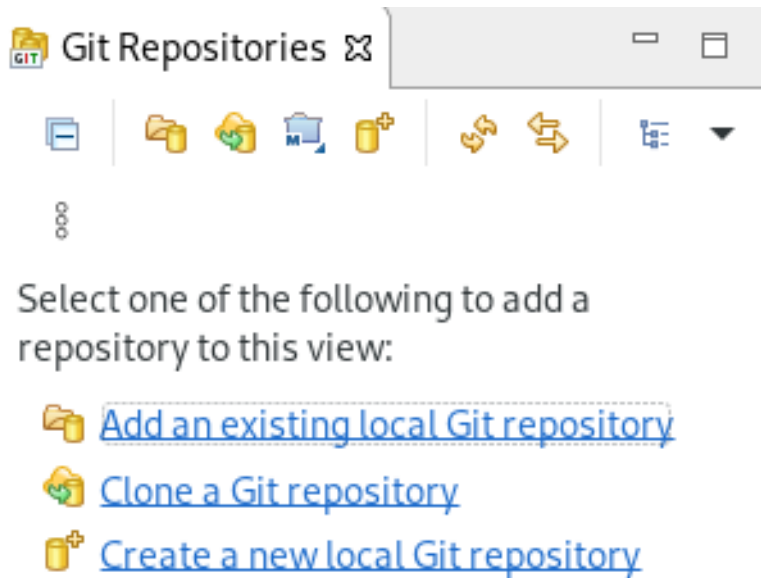 GIT Git Repositories
M
Select one of the following to add a
repository to this view:
Add an existing local Git repository
Clone a Git repository
Create a new local Git repository